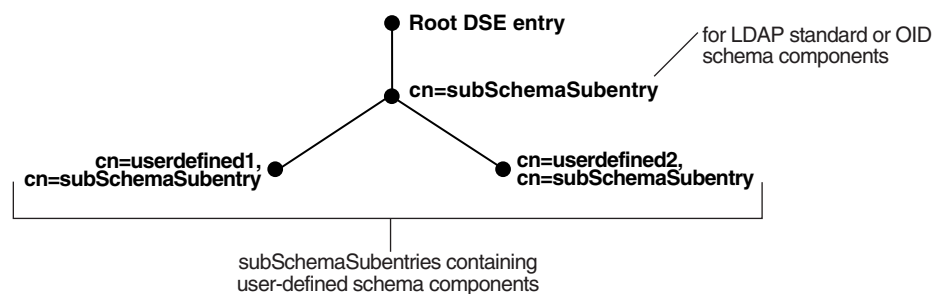 Root DSE entry
for LDAP standard or OID
schema components
cn=subSchemaSubentry
cn=userdefined1,
cn=subSchemaSubentry
cn=userdefined2,
cn=subSchemaSubentry
subSchemaSubentries containing
user-defined schema components